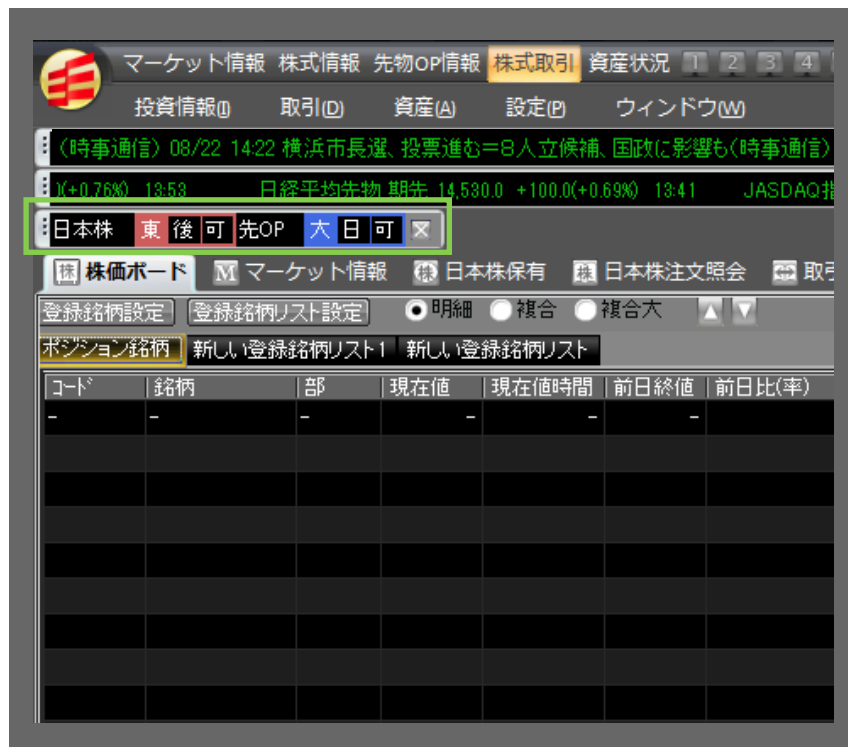 マーケット情報 株式情報 先物OP情報 株式取引 資産状況 1 2 3 4
投資情報(I) 取引(D) 資産(A) 設定(P) ウィンドウ(W)
(時事通信) 08/22 14:22 横浜市長選、投票進む=8人立候補、国政に影響も(時事通信)
)(+0.76%) 13:53 日経平均先物 期先 14,530.0 +100.0(+0.69%) 13:41 JASDAQ指
日本株 東 後 可 先OP 大 日 可
株 株価ボード M マーケット情報 株 日本株保有 株 日本株注文照会 取引
登録銘柄設定 登録銘柄リスト設定 明細 複合 複合大
ポジション銘柄 新しい登録銘柄リスト1 新しい登録銘柄リスト
コード 銘柄 部 現在値 現在値時間 前日終値 前日比(率)
- - - - - -